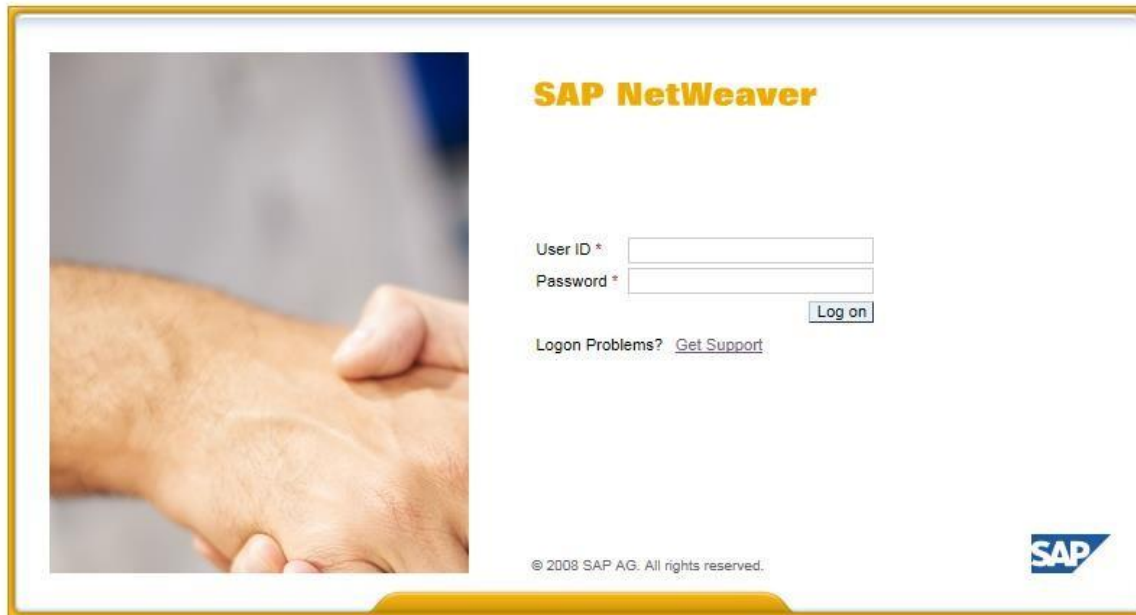 SAP NetWeaver
User ID *
Password *
Log on
Logon Problems? Get Support
© 2008 SAP AG. All rights reserved.
SAP